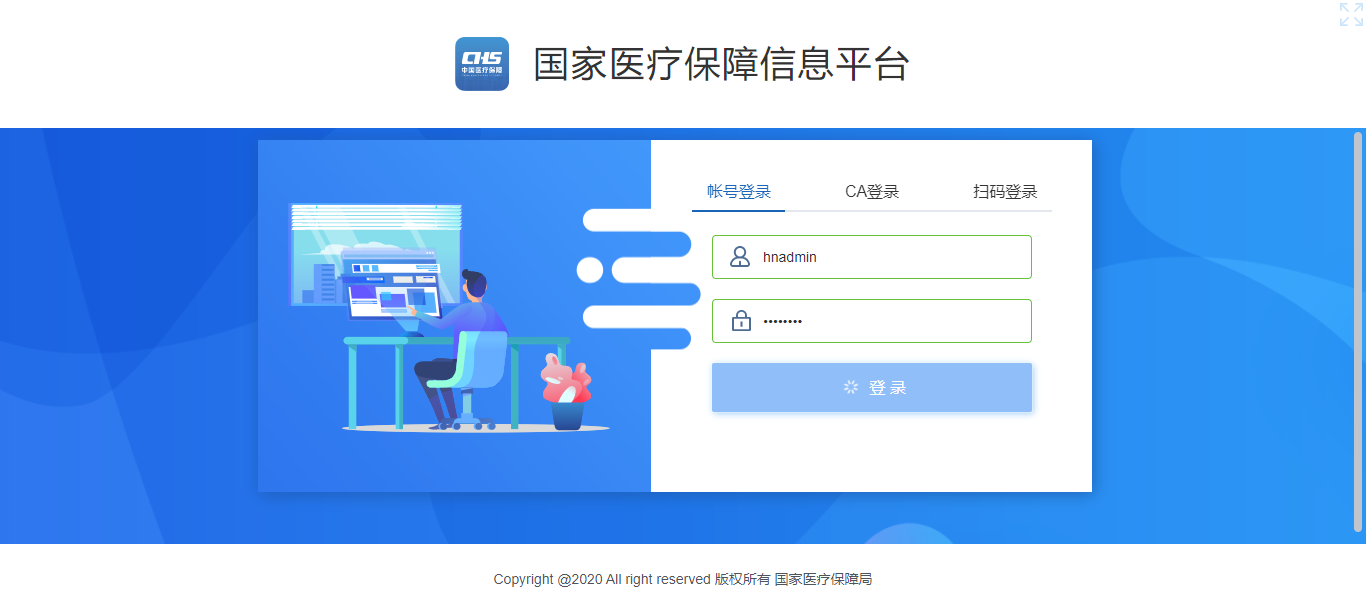 CHS
中国医疗保障
国家医疗保障信息平台
帐号登录
CA登录
扫码登录
hnadmin
••••••••
登录
Copyright @2020 All right reserved 版权所有 国家医疗保障局